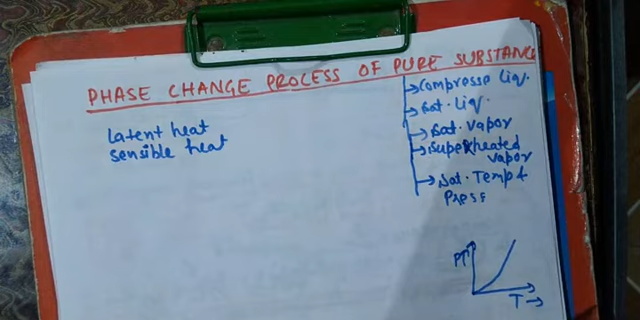 PHASE CHANGE PROCESS OF PURE SUBSTANCE
Latent heat
sensible heat
→Compresse Liq.
→Sat. Liq.
→Sat. vapor
→Superheated
vapor
→Sat. Temp &
Press
P↑
T→